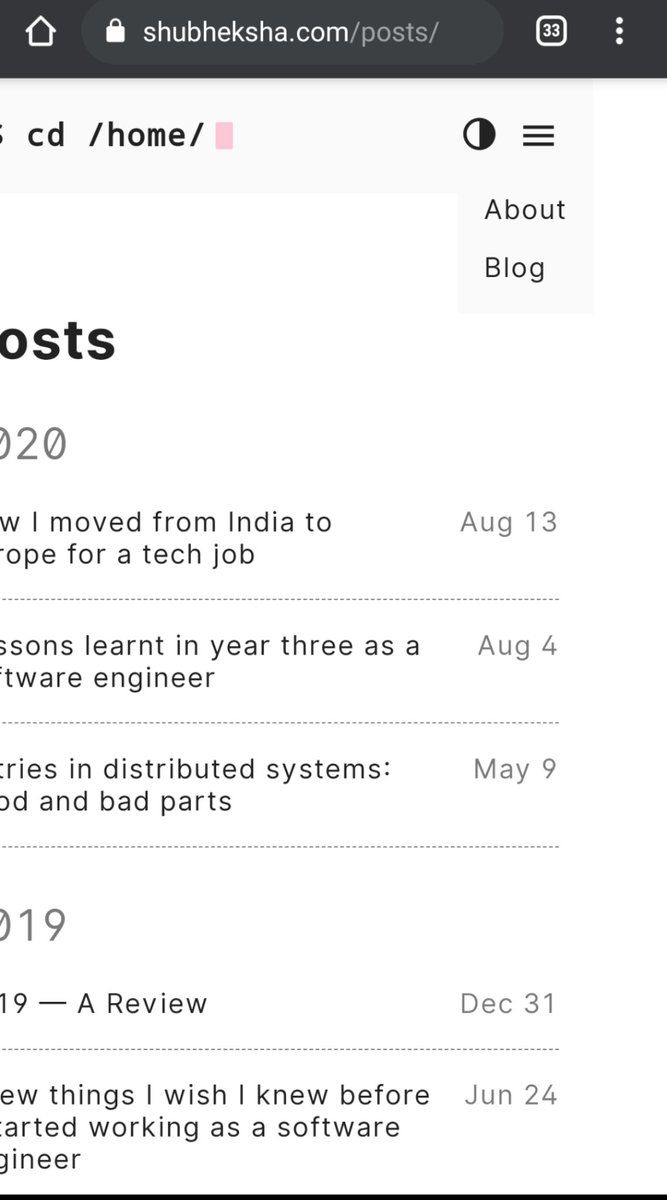 shubheksha.com/posts/
33
$ cd /home/
About
Blog
osts
020
w I moved from India to
Aug 13
rope for a tech job
ssons learnt in year three as a
Aug 4
ftware engineer
tries in distributed systems:
May 9
od and bad parts
019
19 — A Review
Dec 31
ew things I wish I knew before
Jun 24
tarted working as a software
gineer